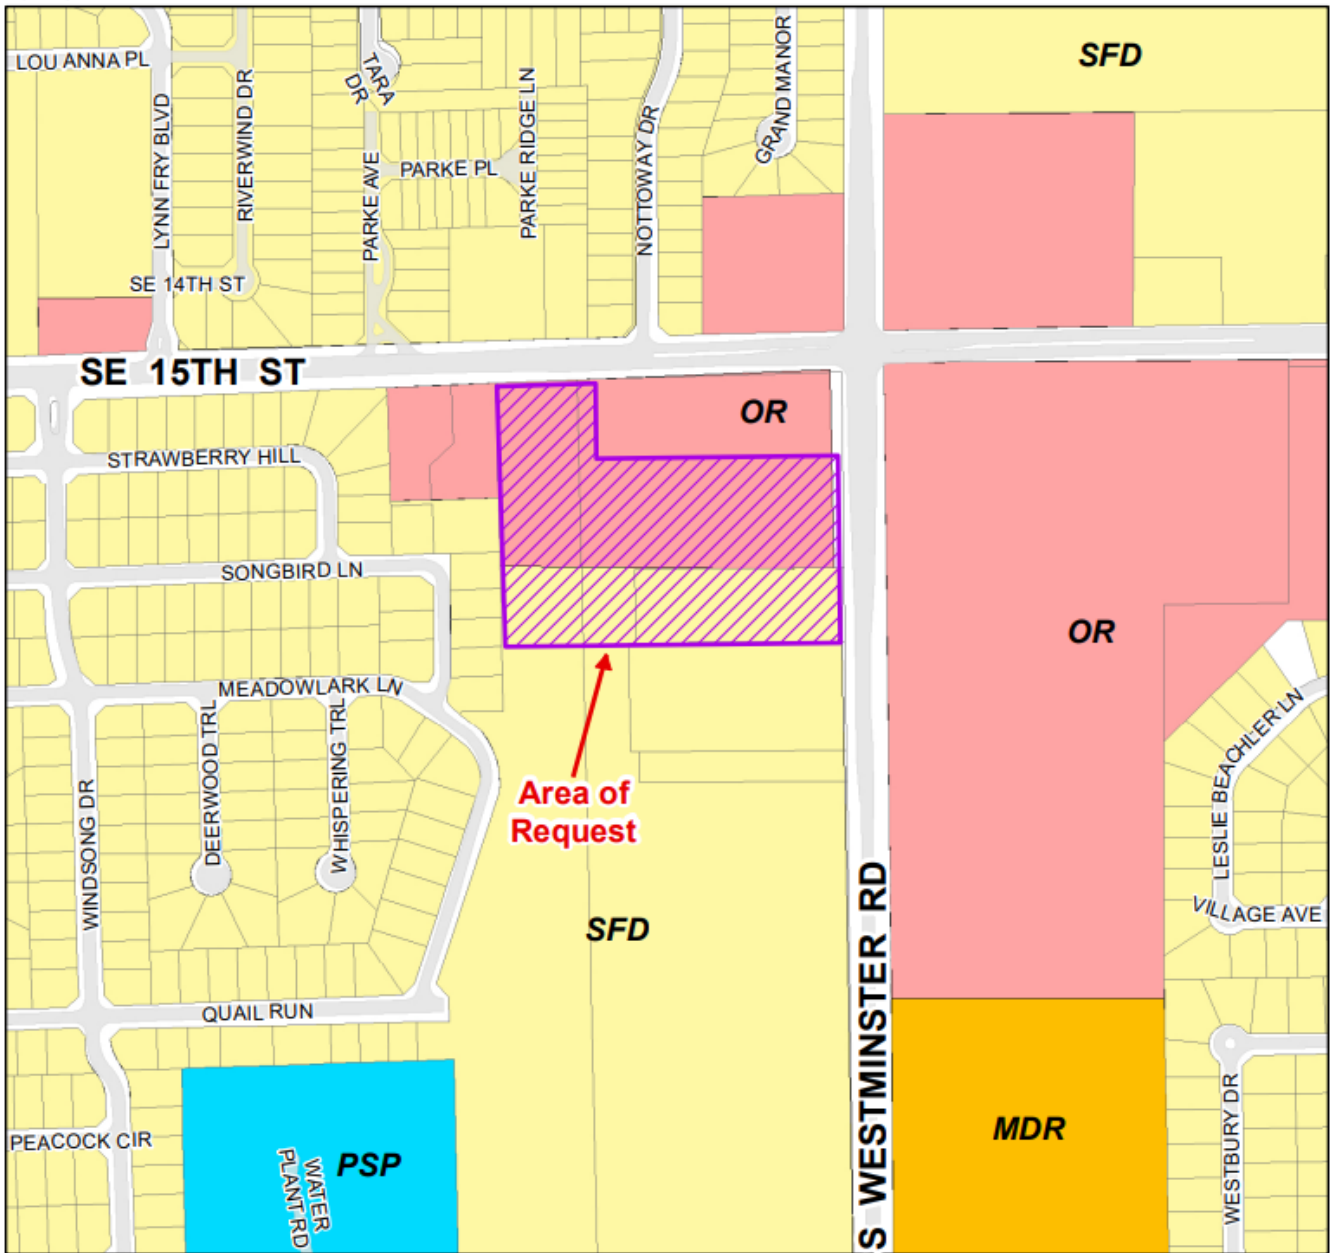 SFD
LOU ANNA PL
LYNN FRY BLVD
RIVERWIND DR
TARA
DR
PARKE AVE
PARKE PL
PARKE RIDGE LN
NOTTOWAY DR
GRAND MANOR
SE 14TH ST
SE 15TH ST
OR
STRAWBERRY HILL
SONGBIRD LN
MEADOWLARK LN
OR
DEERWOOD TRL
WHISPERING TRL
WINDSONG DR
Area of
Request
LESLIE BEACHLER LN
VILLAGE AVE
SFD
S WESTMINSTER RD
QUAIL RUN
PEACOCK CIR
PSP
WATER
PLANT RD
MDR
WESTBURY DR